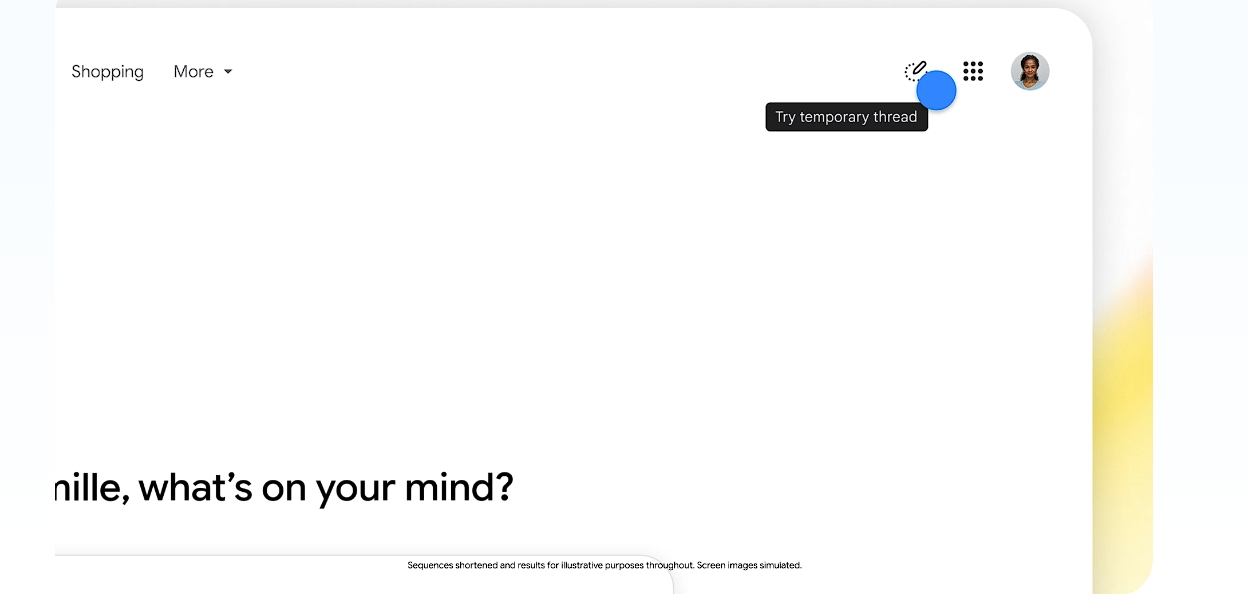 Shopping
More
Try temporary thread
nille, what's on your mind?
Sequences shortened and results for illustrative purposes throughout. Screen images simulated.